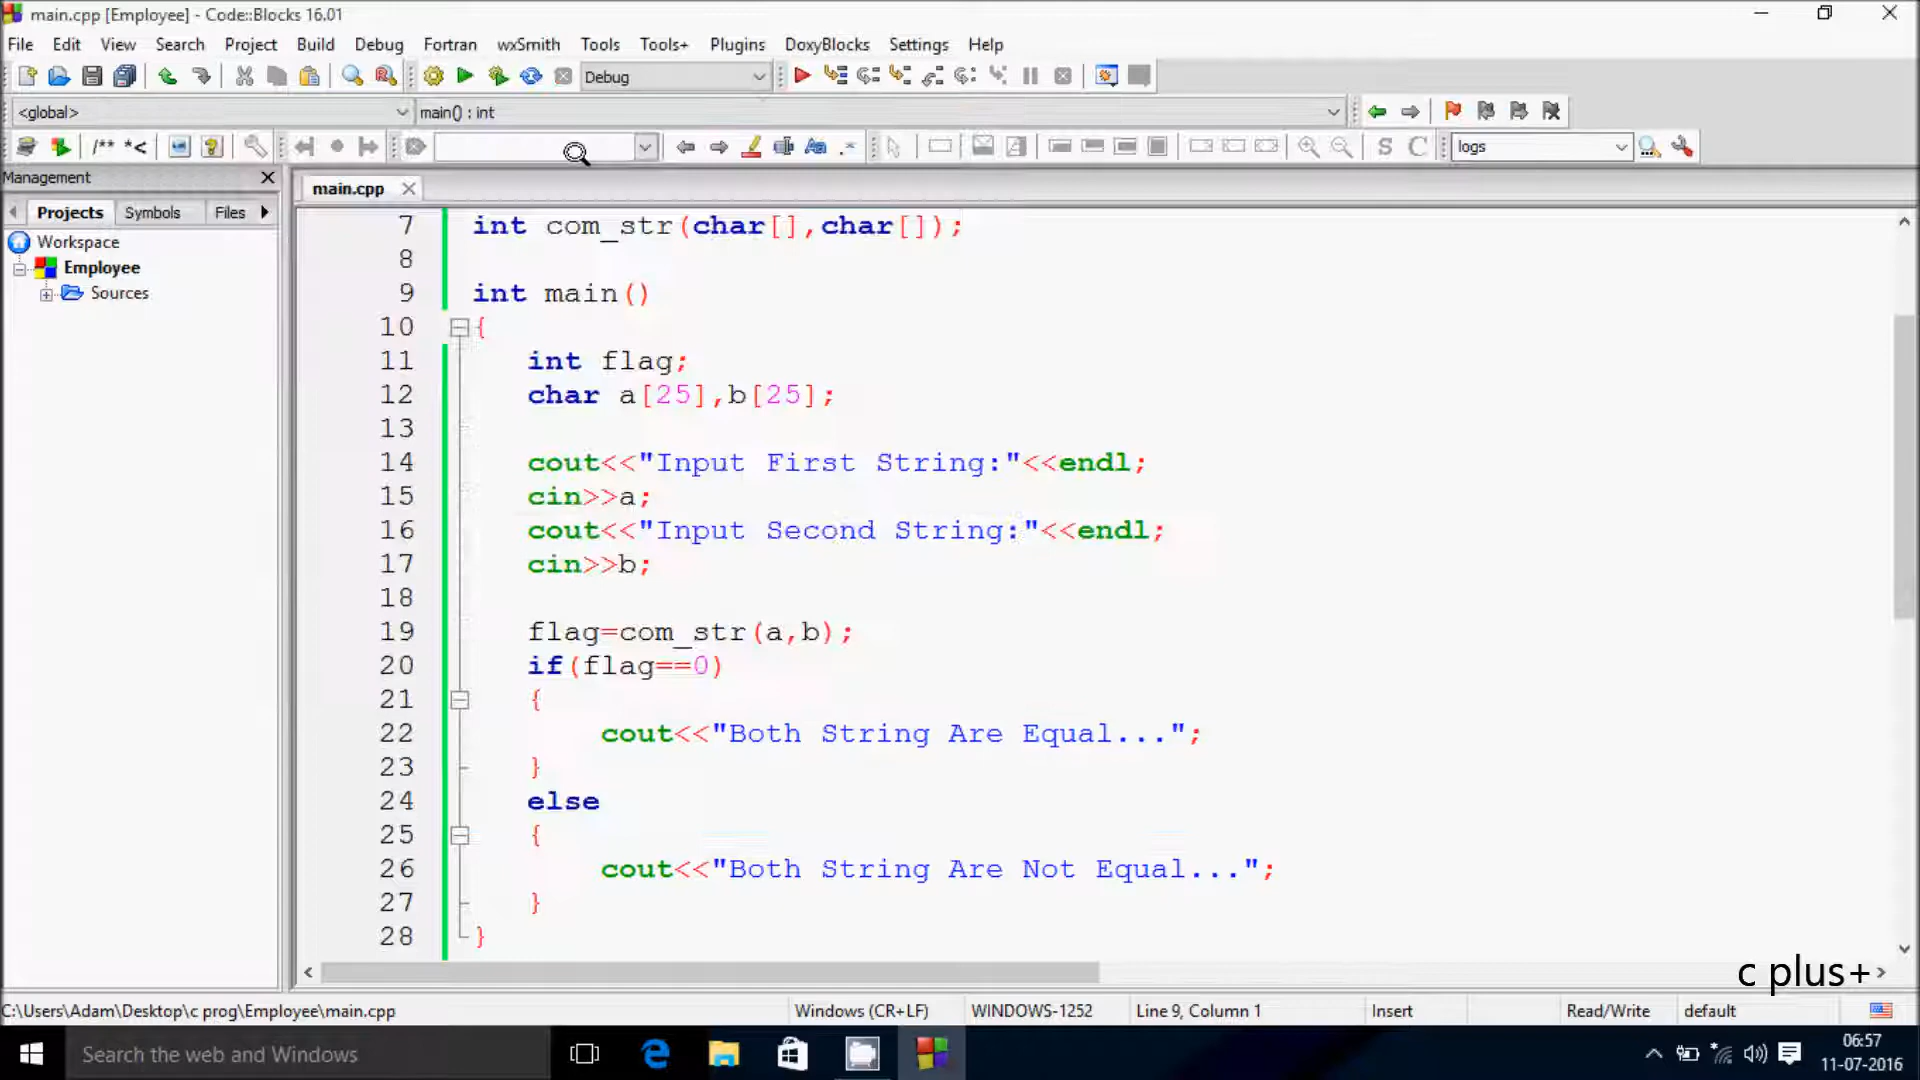 main.cpp [Employee] - Code::Blocks 16.01
File Edit View Search Project Build Debug Fortran wxSmith Tools Tools+ Plugins DoxyBlocks Settings Help
Debug
<global> main() : int
/** *< .* S C logs
Management
main.cpp
Projects Symbols Files
Workspace
Employee
Sources
7 int com_str(char[],char[]);
8
9 int main()
10 {
11 int flag;
12 char a[25],b[25];
13
14 cout<<"Input First String:"<<endl;
15 cin>>a;
16 cout<<"Input Second String:"<<endl;
17 cin>>b;
18
19 flag=com_str(a,b);
20 if(flag==0)
21 {
22 cout<<"Both String Are Equal...";
23 }
24 else
25 {
26 cout<<"Both String Are Not Equal...";
27 }
28 }
c plus+
C:\Users\Adam\Desktop\c prog\Employee\main.cpp Windows (CR+LF) WINDOWS-1252 Line 9, Column 1 Insert Read/Write default
Search the web and Windows
06:57
11-07-2016